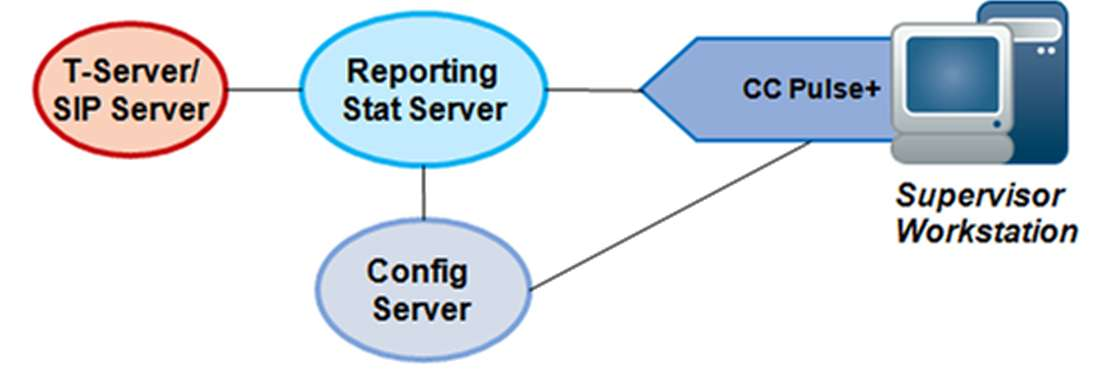 T-Server/
SIP Server
Reporting
Stat Server
CC Pulse+
Supervisor
Workstation
Config
Server